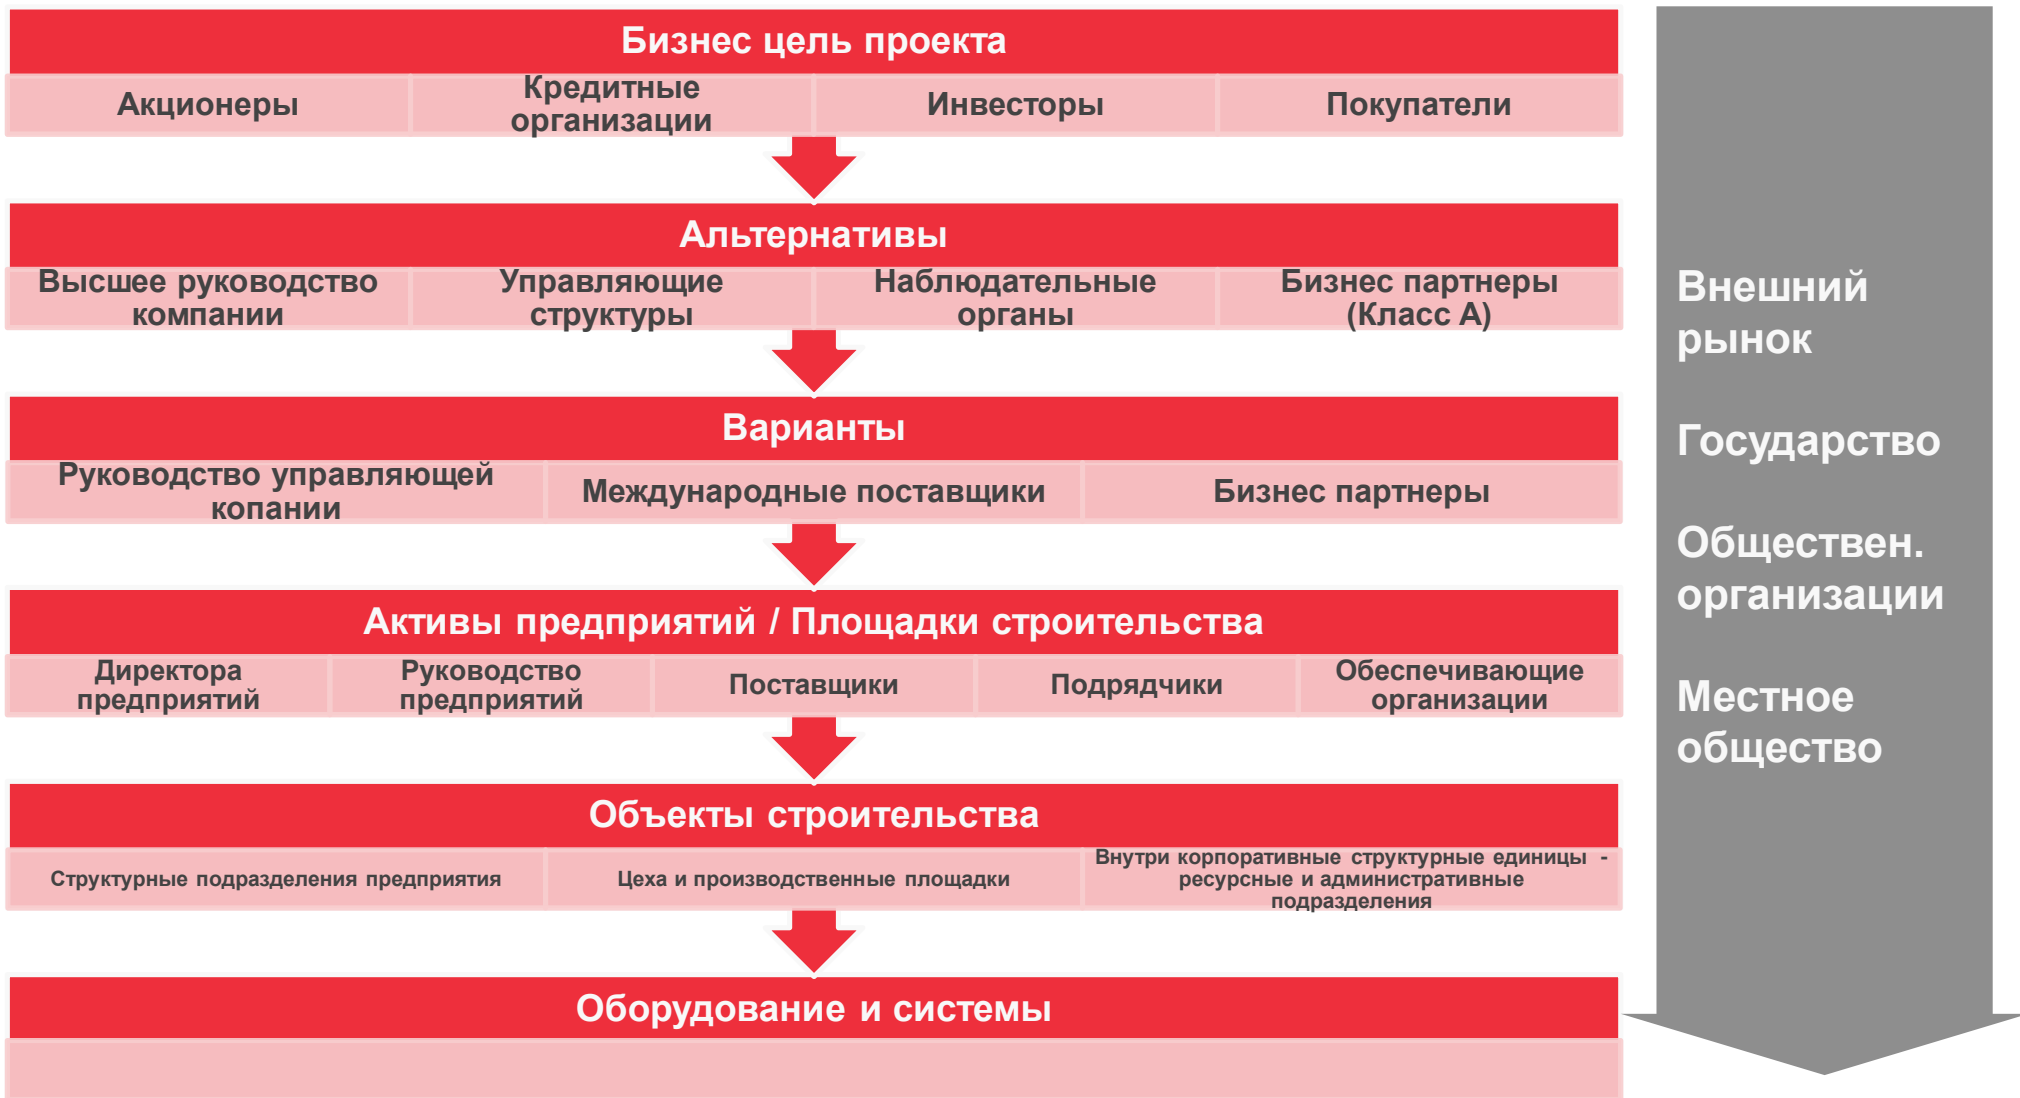 Бизнес цель проекта
Акционеры
Кредитные
организации
Инвесторы
Покупатели
Альтернативы
Высшее руководство
компании
Управляющие
структуры
Наблюдательные
органы
Бизнес партнеры
(Класс А)
Варианты
Руководство управляющей
копании
Международные поставщики
Бизнес партнеры
Активы предприятий / Площадки строительства
Директора
предприятий
Руководство
предприятий
Поставщики
Подрядчики
Обеспечивающие
организации
Объекты строительства
Структурные подразделения предприятия
Цеха и производственные площадки
Внутри корпоративные структурные единицы -
ресурсные и административные
подразделения
Оборудование и системы
Внешний
рынок
Государство
Обществен.
организации
Местное
общество